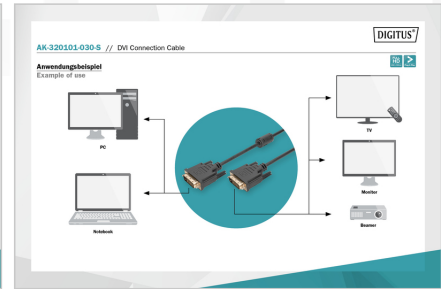 DIGITUS®
AK-320101-030-S // DVI Connection Cable
Anwendungsbeispiel
Example of use
PC
Notebook
TV
Monitor
Beamer